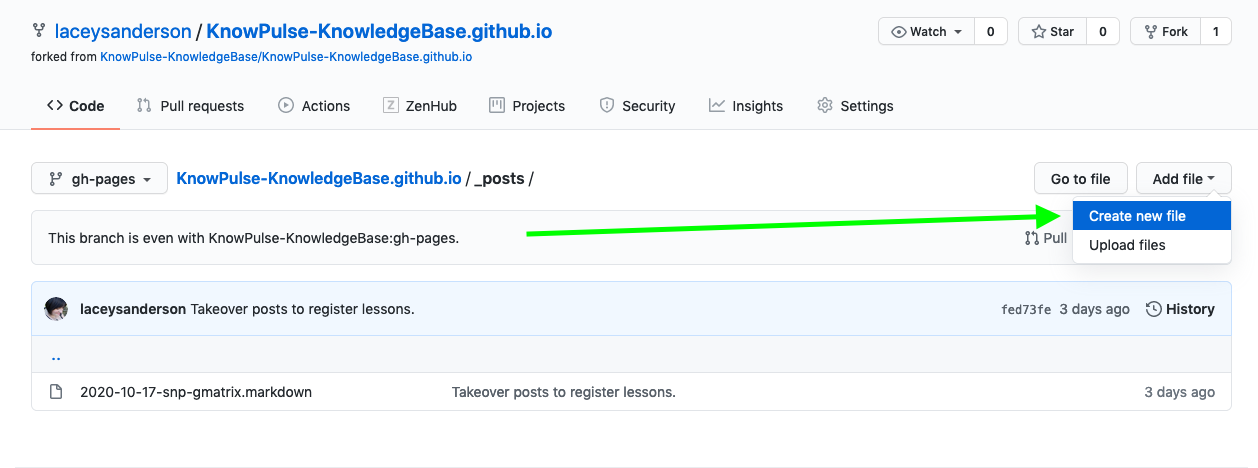 laceysanderson / KnowPulse-KnowledgeBase.github.io Watch 0 Star 0 Fork 1
forked from KnowPulse-KnowledgeBase/KnowPulse-KnowledgeBase.github.io
Code Pull requests Actions Z ZenHub Projects Security Insights Settings
gh-pages KnowPulse-KnowledgeBase.github.io / _posts / Go to file Add file
Create new file
This branch is even with KnowPulse-KnowledgeBase:gh-pages. Pull
Upload files
laceysanderson Takeover posts to register lessons. fed73fe 3 days ago History
..
2020-10-17-snp-gmatrix.markdown Takeover posts to register lessons. 3 days ago